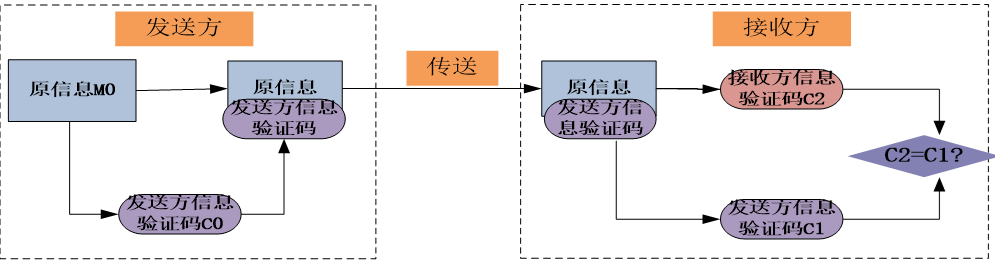 发送方
原信息M0
原信息
发送方信息
验证码
发送方信息
验证码C0
传送
接收方
原信息
发送方信
息验证码
接收方信息
验证码C2
C2=C1?
发送方信息
验证码C1